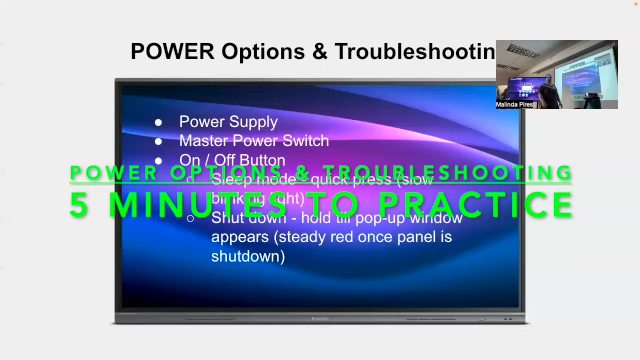 POWER Options & Troubleshootin
Malinda Pires
● Power Supply
● Master Power Switch
● On / Off Button
POWER OPTIONS & TROUBLESHOOTING
○ Sleep mode - quick press (slow
blinking light)
5 MINUTES TO PRACTICE
○ Shut down - hold till pop-up window
appears (steady red once panel is
shutdown)